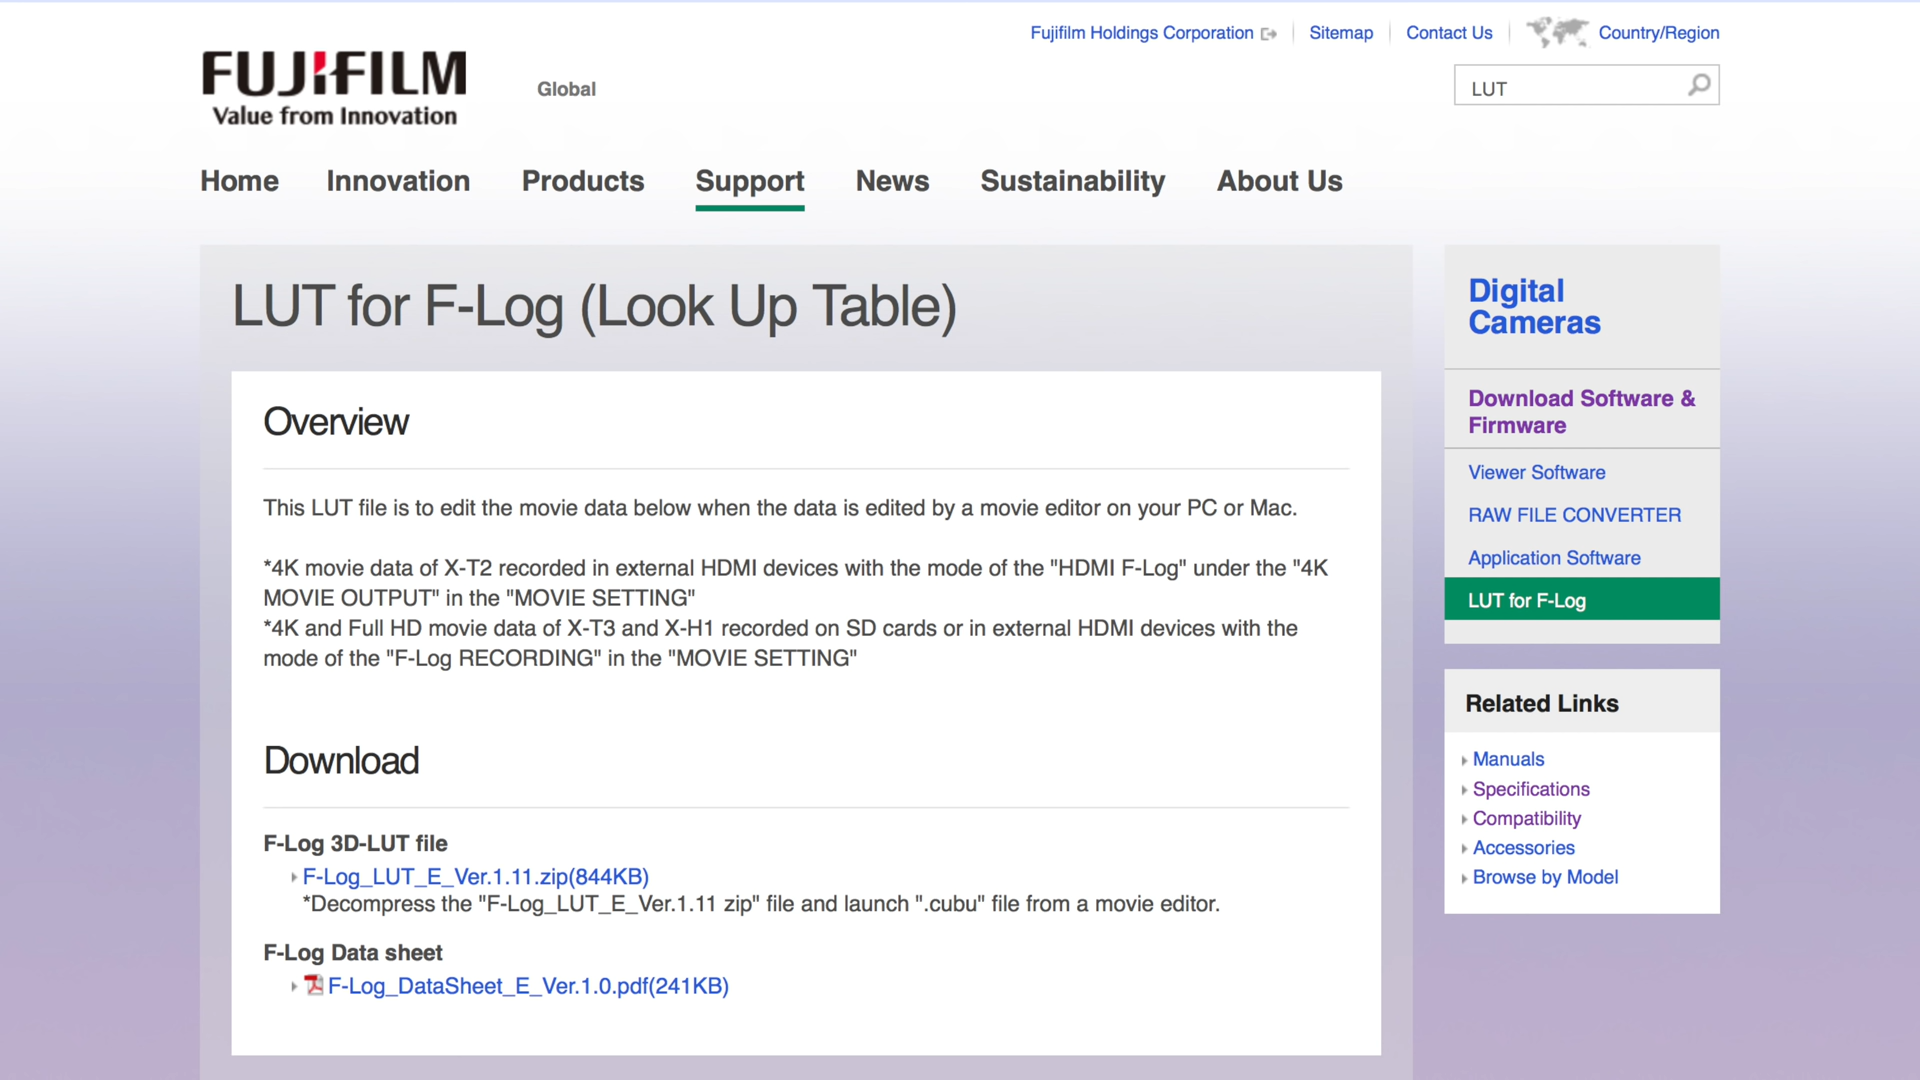 Fujifilm Holdings Corporation
Sitemap
Contact Us
Country/Region
FUJIFILM
Value from Innovation
Global
LUT
Home
Innovation
Products
Support
News
Sustainability
About Us
LUT for F-Log (Look Up Table)
Overview
This LUT file is to edit the movie data below when the data is edited by a movie editor on your PC or Mac.
*4K movie data of X-T2 recorded in external HDMI devices with the mode of the "HDMI F-Log" under the "4K
MOVIE OUTPUT" in the "MOVIE SETTING"
*4K and Full HD movie data of X-T3 and X-H1 recorded on SD cards or in external HDMI devices with the
mode of the "F-Log RECORDING" in the "MOVIE SETTING"
Download
F-Log 3D-LUT file
F-Log_LUT_E_Ver.1.11.zip(844KB)
*Decompress the "F-Log_LUT_E_Ver.1.11 zip" file and launch ".cubu" file from a movie editor.
F-Log Data sheet
F-Log_DataSheet_E_Ver.1.0.pdf(241KB)
Digital
Cameras
Download Software &
Firmware
Viewer Software
RAW FILE CONVERTER
Application Software
LUT for F-Log
Related Links
Manuals
Specifications
Compatibility
Accessories
Browse by Model